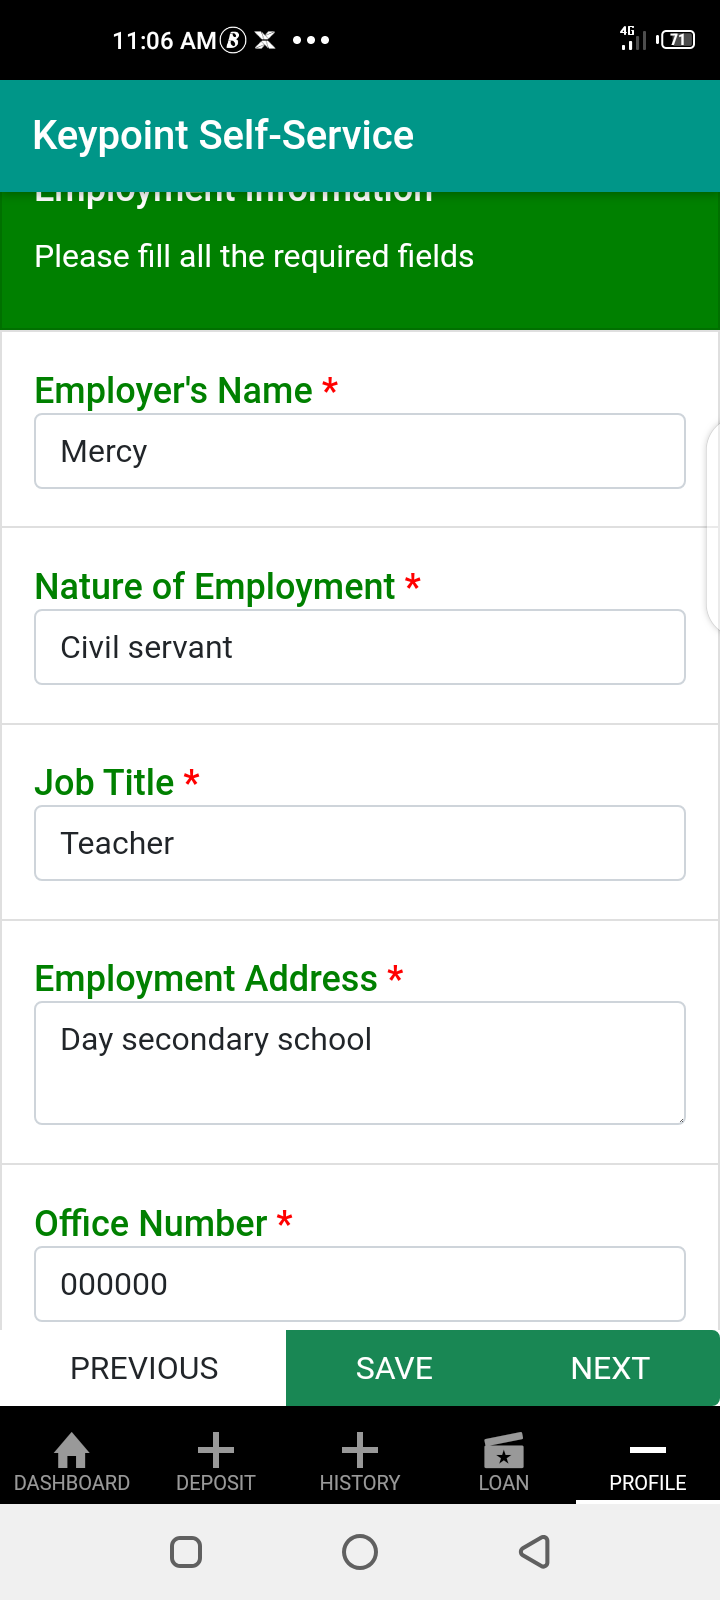 11:06 AM
4G
71
Keypoint Self-Service
Employment Information
Please fill all the required fields
Employer's Name *
Mercy
Nature of Employment *
Civil servant
Job Title *
Teacher
Employment Address *
Day secondary school
Office Number *
000000
PREVIOUS SAVE NEXT
DASHBOARD DEPOSIT HISTORY LOAN PROFILE